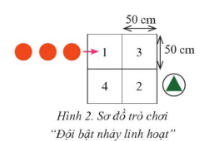 50 cm
1 3
50 cm
4 2
Hình 2. Sơ đồ trò chơi
“Đội bật nhảy linh hoạt”